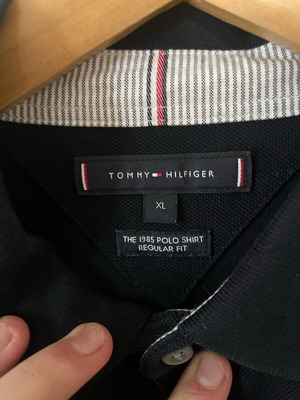 TOMMY HILFIGER
XL
THE 1985 POLO SHIRT
REGULAR FIT